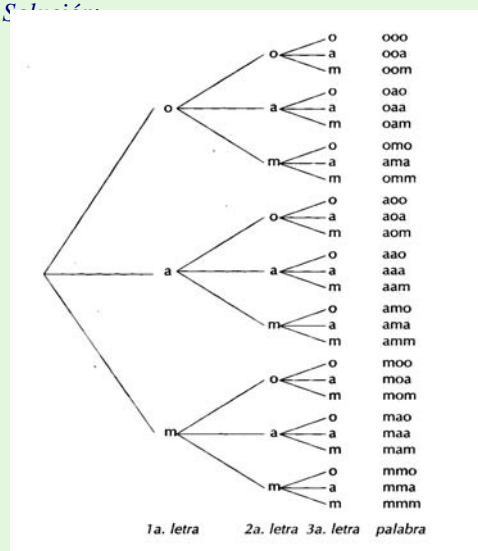 Solución
o ooo
o a ooa
m oom
o oao
o a a oaa
m oam
o omo
m a ama
m omm
o aoo
o a aoa
m aom
o aao
a a a aaa
m aam
o amo
m a ama
m amm
o moo
o a moa
m mom
o mao
m a a maa
m mam
o mmo
m a mma
m mmm
1a. letra 2a. letra 3a. letra palabra